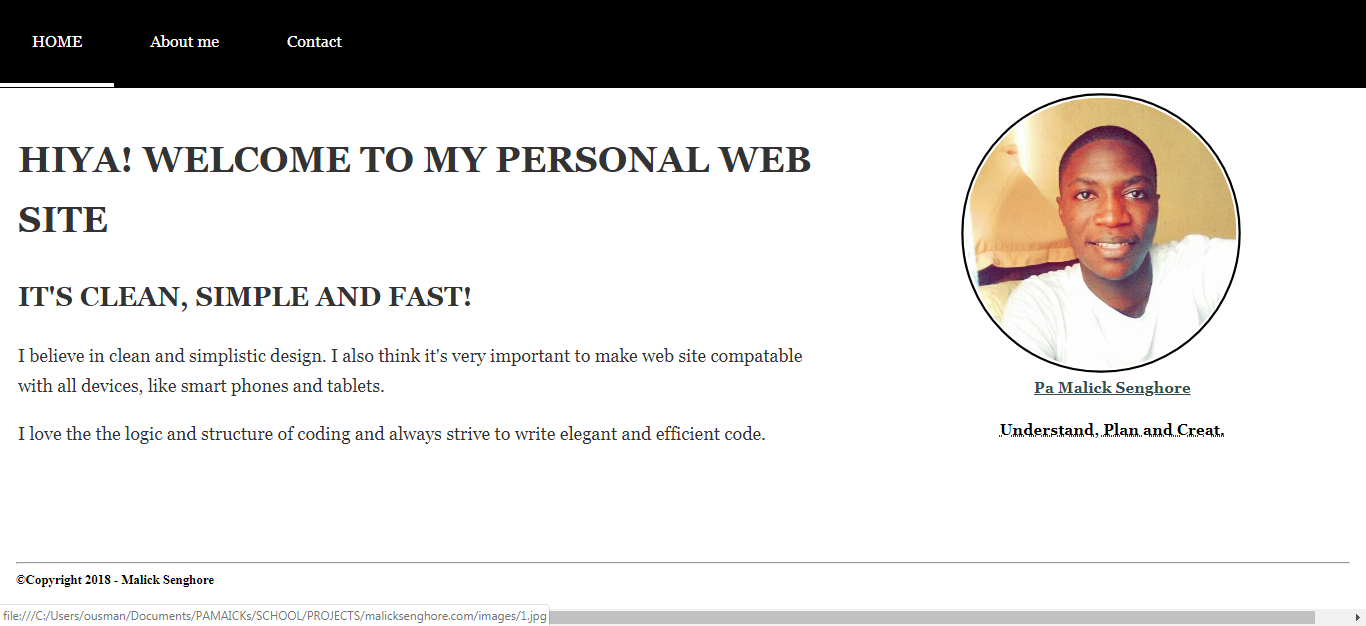 HOME About me Contact
HIYA! WELCOME TO MY PERSONAL WEB
SITE
IT'S CLEAN, SIMPLE AND FAST!
I believe in clean and simplistic design. I also think it's very important to make web site compatable
with all devices, like smart phones and tablets.
I love the the logic and structure of coding and always strive to write elegant and efficient code.
Pa Malick Senghore
Understand, Plan and Creat.
©Copyright 2018 - Malick Senghore
file:///C:/Users/ousman/Documents/PAMAICKs/SCHOOL/PROJECTS/malicksenghore.com/images/1.jpg